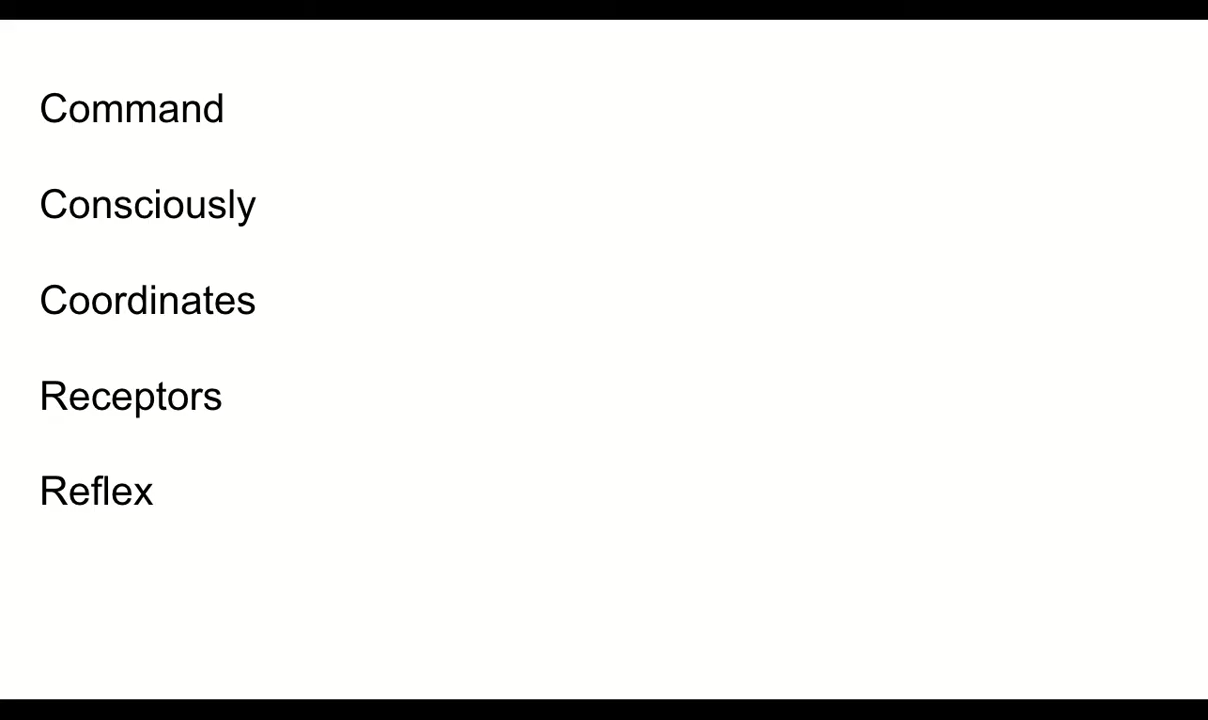 Command
Consciously
Coordinates
Receptors
Reflex